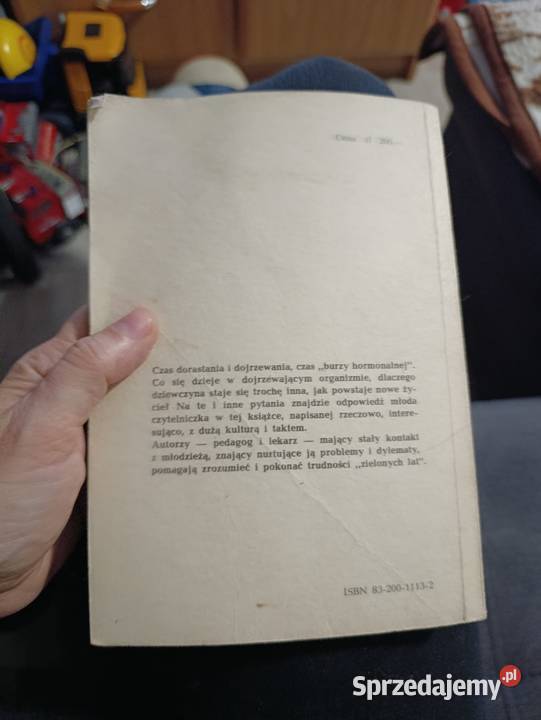 Cena zł 200,—
Czas dorastania i dojrzewania, czas „burzy hormonalnej".
Co się dzieje w dojrzewającym organizmie, dlaczego
dziewczyna staje się trochę inna, jak powstaje nowe ży-
cie? Na te i inne pytania znajdzie odpowiedź młoda
czytelniczka w tej książce, napisanej rzeczowo, intere-
sująco, z dużą kulturą i taktem.
Autorzy — pedagog i lekarz — mający stały kontakt
z młodzieżą, znający nurtujące ją problemy i dylematy,
pomagają zrozumieć i pokonać trudności „zielonych lat".
ISBN 83-200-1113-2
Sprzedajemy.pl